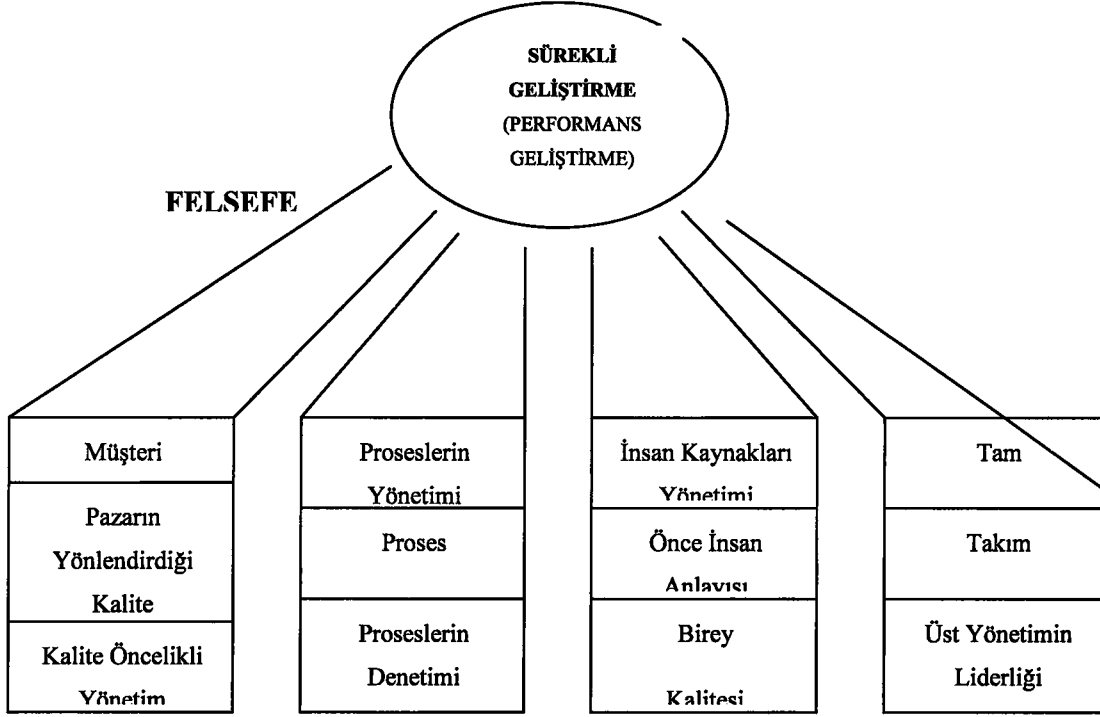 SÜREKLİ
GELİŞTİRME
(PERFORMANS
GELİŞTİRME)
FELSEFE
Müşteri
Pazarın
Yönlendirdiği
Kalite
Kalite Öncelikli
Yönetim
Proseslerin
Yönetimi
Proses
Proseslerin
Denetimi
İnsan Kaynakları
Yönetimi
Önce İnsan
Anlayışı
Birey
Kalitesi
Tam
Takım
Üst Yönetimin
Liderliği